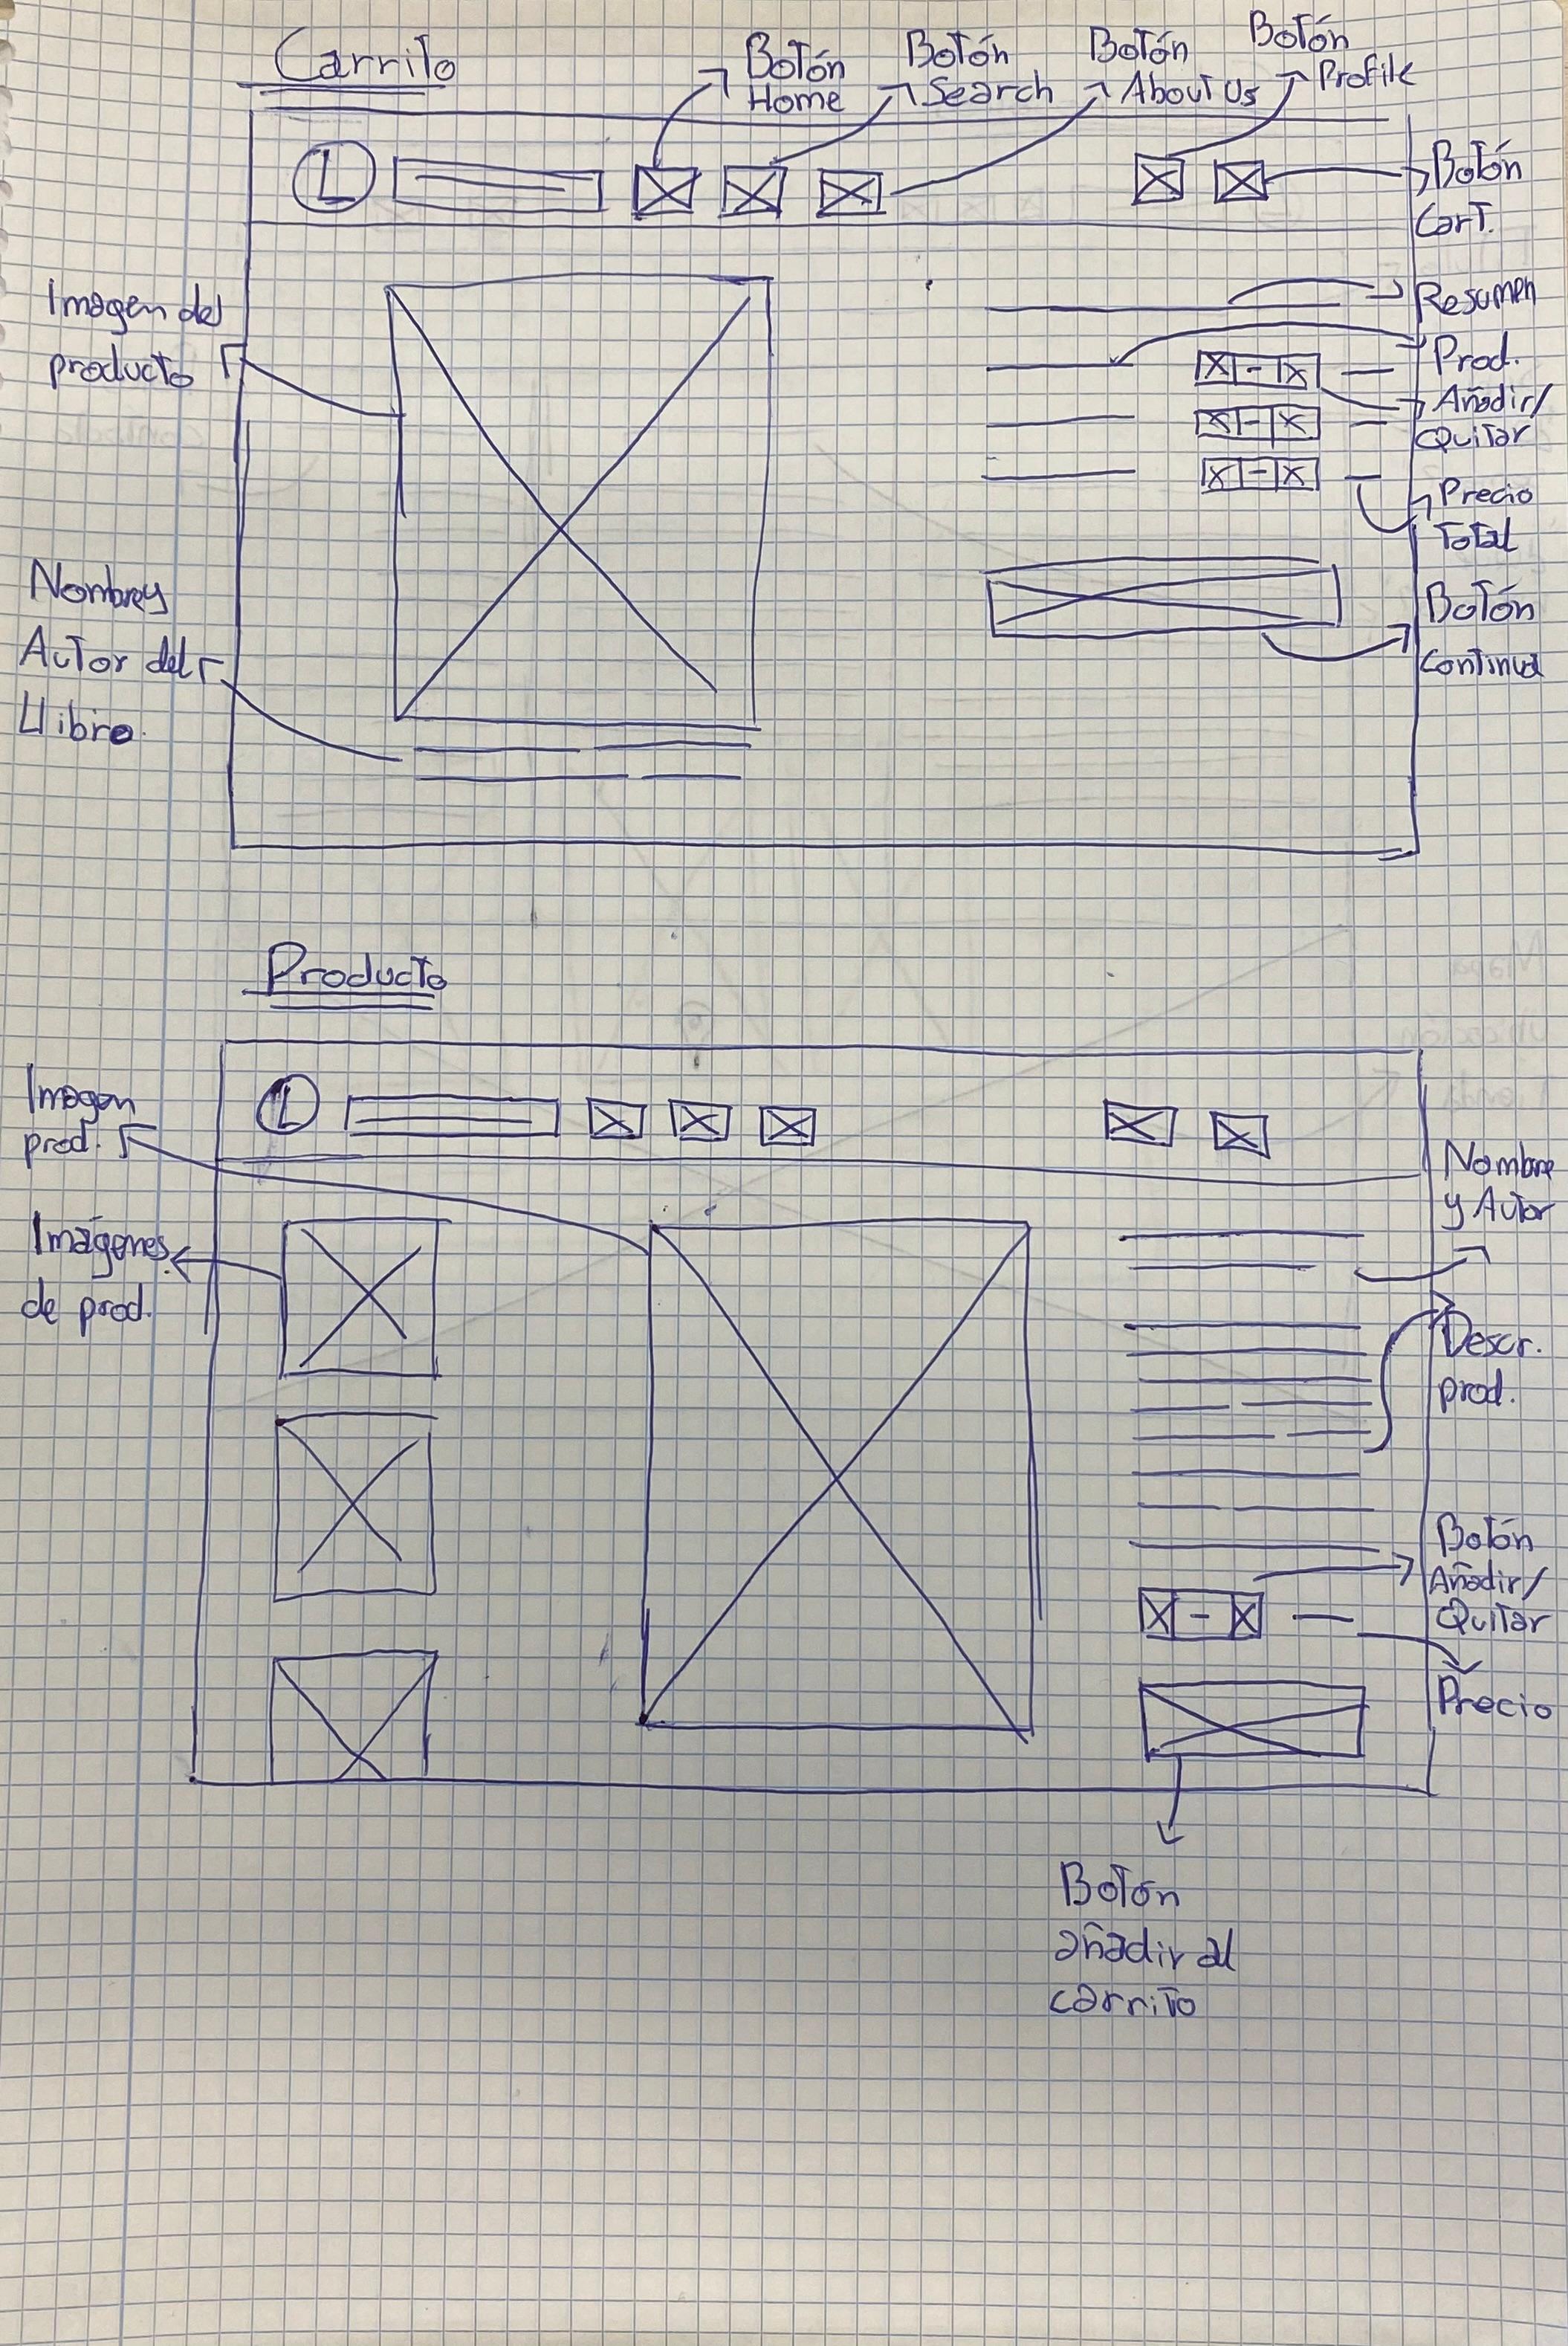 Carrito
Botón
Home
Botón
Search
Botón
About Us
Botón
Profile
L
Botón
Cart.
Imagen del
producto
Resumen
Prod.
Añadir/
Quitar
Precio
Total
Nombre y
Autor del
Llibro.
Botón
Continua
Producto
L
Imagen
prod.
Nombre
y Autor
Imágenes
de prod.
Descr.
prod.
Botón
Añadir/
Quitar
Precio
Botón
añadir al
carrito